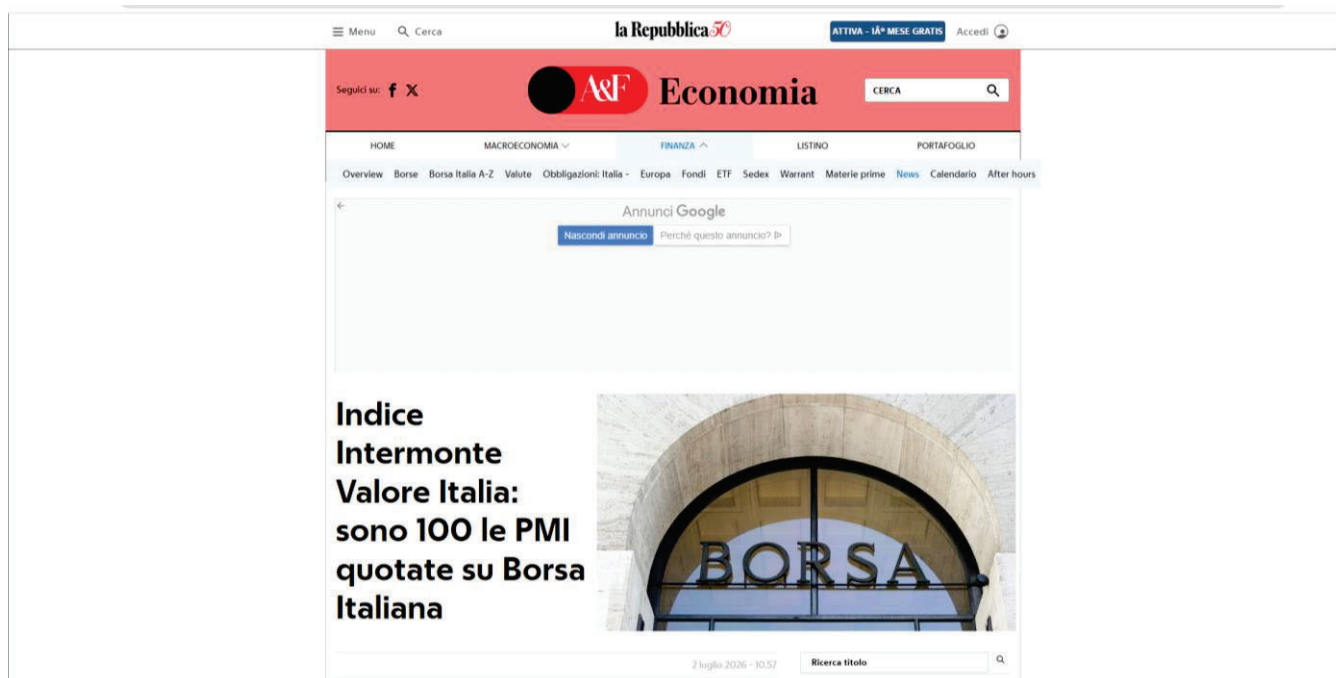 Menu Cerca la Repubblica 50 ATTIVA - 1Âº MESE GRATIS Accedi
Seguici su: A&F Economia CERCA
HOME MACROECONOMIA FINANZA LISTINO PORTAFOGLIO
Overview Borse Borsa Italia A-Z Valute Obbligazioni: Italia - Europa Fondi ETF Sedex Warrant Materie prime News Calendario After hours
Annunci Google
Nascondi annuncio Perché questo annuncio?
Indice
Intermonte
Valore Italia:
sono 100 le PMI
quotate su Borsa
Italiana
BORSA
2 luglio 2026 - 10.57 Ricerca titolo